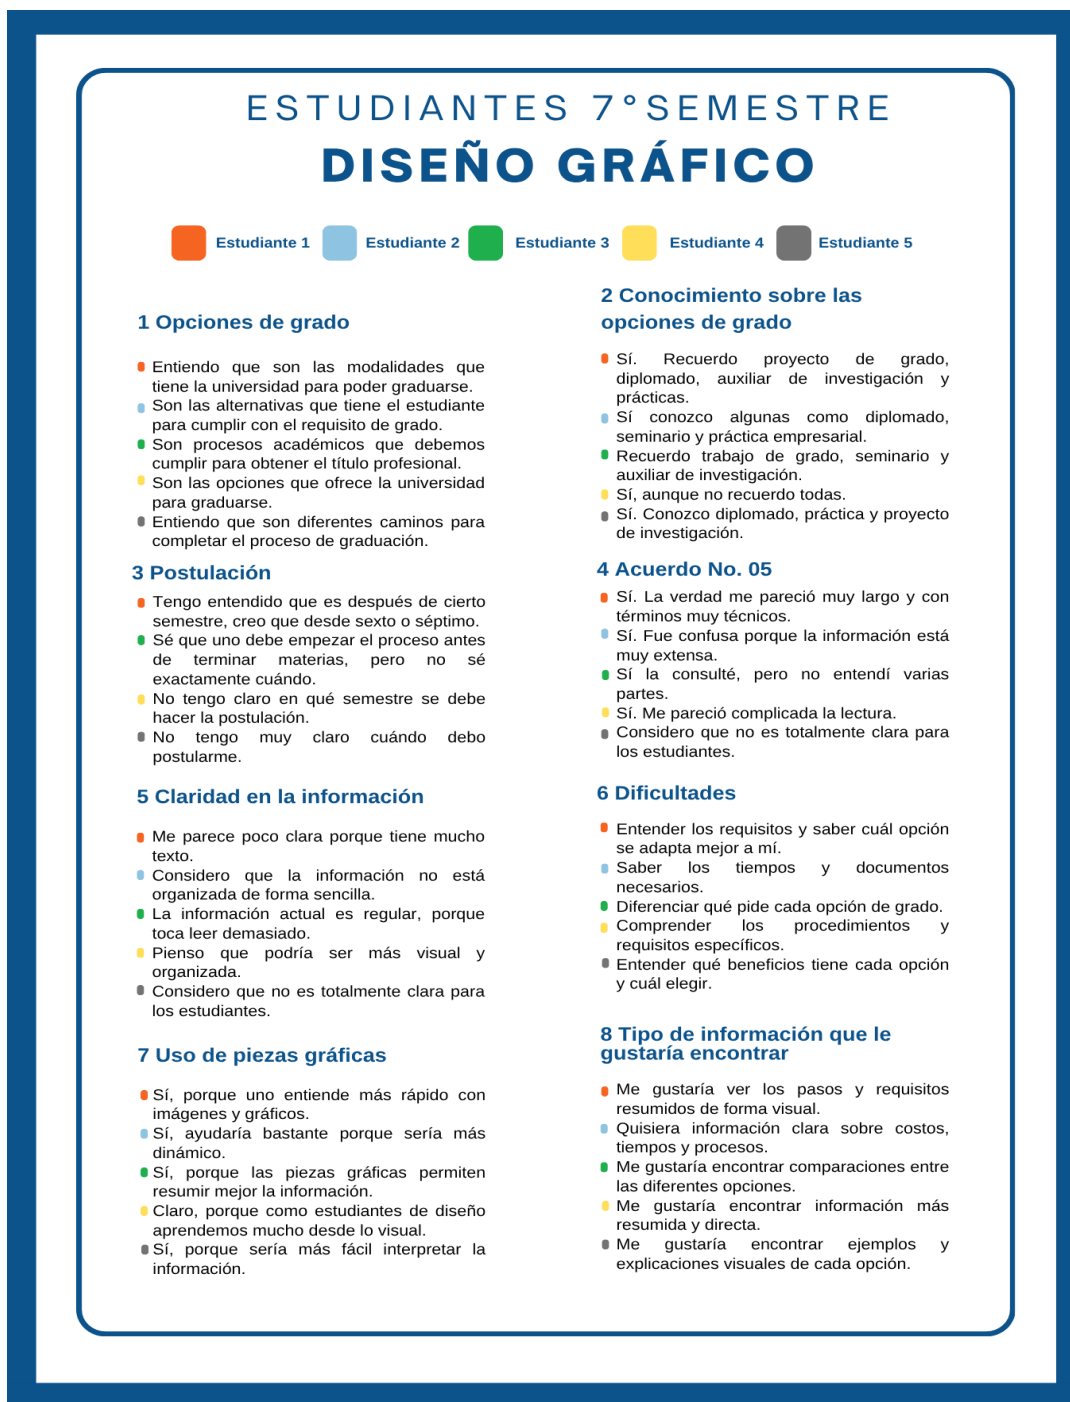 ESTUDIANTES 7°SEMESTRE
DISEÑO GRÁFICO
Estudiante 1
Estudiante 2
Estudiante 3
Estudiante 4
Estudiante 5
1 Opciones de grado
Entiendo que son las modalidades que
tiene la universidad para poder graduarse.
Son las alternativas que tiene el estudiante
para cumplir con el requisito de grado.
Son procesos académicos que debemos
cumplir para obtener el título profesional.
Son las opciones que ofrece la universidad
para graduarse.
Entiendo que son diferentes caminos para
completar el proceso de graduación.
2 Conocimiento sobre las
opciones de grado
Sí. Recuerdo proyecto de grado,
diplomado, auxiliar de investigación y
prácticas.
Sí conozco algunas como diplomado,
seminario y práctica empresarial.
Recuerdo trabajo de grado, seminario y
auxiliar de investigación.
Sí, aunque no recuerdo todas.
Sí. Conozco diplomado, práctica y proyecto
de investigación.
3 Postulación
Tengo entendido que es después de cierto
semestre, creo que desde sexto o séptimo.
Sé que uno debe empezar el proceso antes
de terminar materias, pero no sé
exactamente cuándo.
No tengo claro en qué semestre se debe
hacer la postulación.
No tengo muy claro cuándo debo
postularme.
4 Acuerdo No. 05
Sí. La verdad me pareció muy largo y con
términos muy técnicos.
Sí. Fue confusa porque la información está
muy extensa.
Sí la consulté, pero no entendí varias
partes.
Sí. Me pareció complicada la lectura.
Considero que no es totalmente clara para
los estudiantes.
5 Claridad en la información
Me parece poco clara porque tiene mucho
texto.
Considero que la información no está
organizada de forma sencilla.
La información actual es regular, porque
toca leer demasiado.
Pienso que podría ser más visual y
organizada.
Considero que no es totalmente clara para
los estudiantes.
6 Dificultades
Entender los requisitos y saber cuál opción
se adapta mejor a mí.
Saber los tiempos y documentos
necesarios.
Diferenciar qué pide cada opción de grado.
Comprender los procedimientos y
requisitos específicos.
Entender qué beneficios tiene cada opción
y cuál elegir.
7 Uso de piezas gráficas
Sí, porque uno entiende más rápido con
imágenes y gráficos.
Sí, ayudaría bastante porque sería más
dinámico.
Sí, porque las piezas gráficas permiten
resumir mejor la información.
Claro, porque como estudiantes de diseño
aprendemos mucho desde lo visual.
Sí, porque sería más fácil interpretar la
información.
8 Tipo de información que le
gustaría encontrar
Me gustaría ver los pasos y requisitos
resumidos de forma visual.
Quisiera información clara sobre costos,
tiempos y procesos.
Me gustaría encontrar comparaciones entre
las diferentes opciones.
Me gustaría encontrar información más
resumida y directa.
Me gustaría encontrar ejemplos y
explicaciones visuales de cada opción.